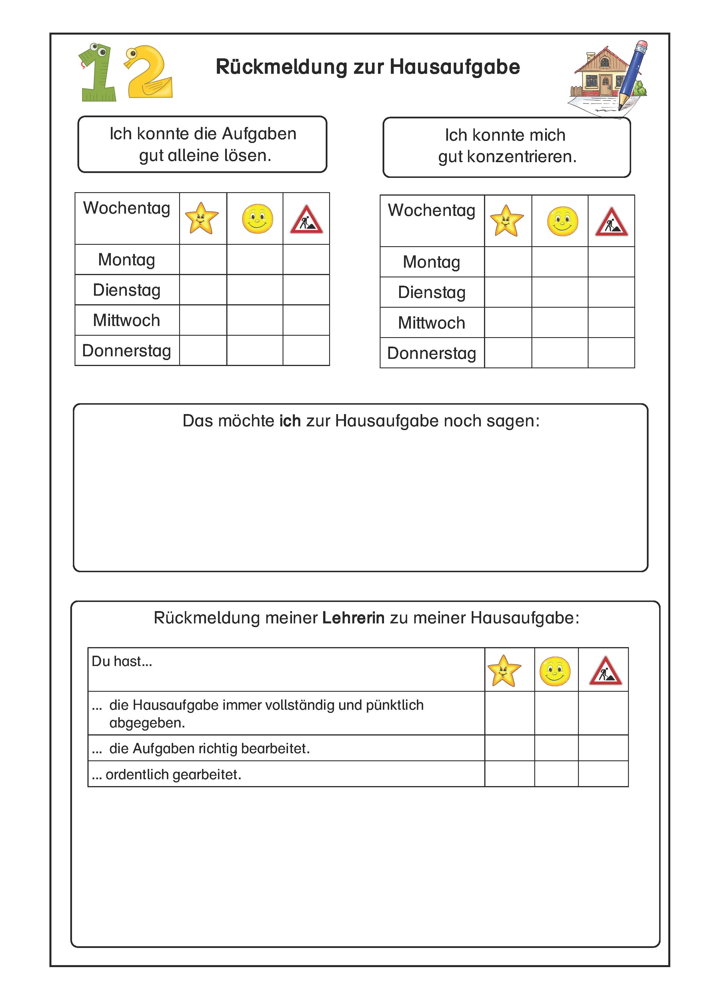 12
Rückmeldung zur Hausaufgabe
Ich konnte die Aufgaben
gut alleine lösen.
Ich konnte mich
gut konzentrieren.
Wochentag
Montag
Dienstag
Mittwoch
Donnerstag
Wochentag
Montag
Dienstag
Mittwoch
Donnerstag
Das möchte ich zur Hausaufgabe noch sagen:
Rückmeldung meiner Lehrerin zu meiner Hausaufgabe:
Du hast...
... die Hausaufgabe immer vollständig und pünktlich
abgegeben.
... die Aufgaben richtig bearbeitet.
... ordentlich gearbeitet.